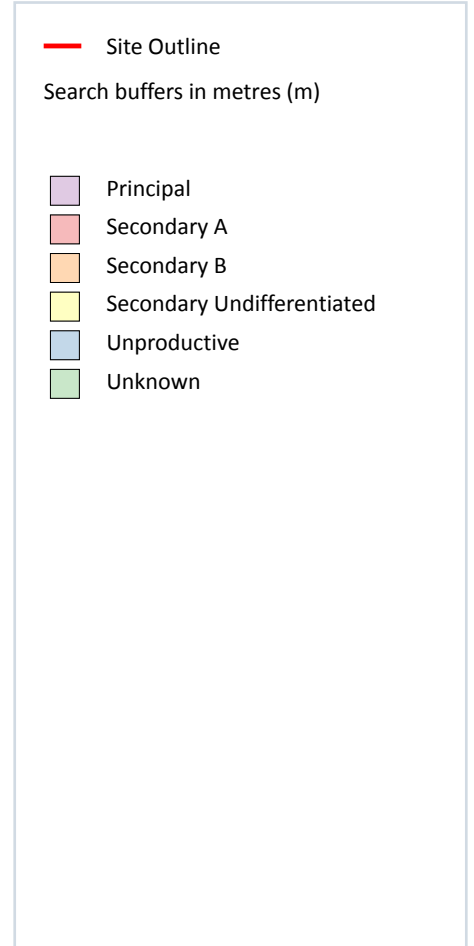 Site Outline
Search buffers in metres (m)
Principal
Secondary A
Secondary B
Secondary Undifferentiated
Unproductive
Unknown